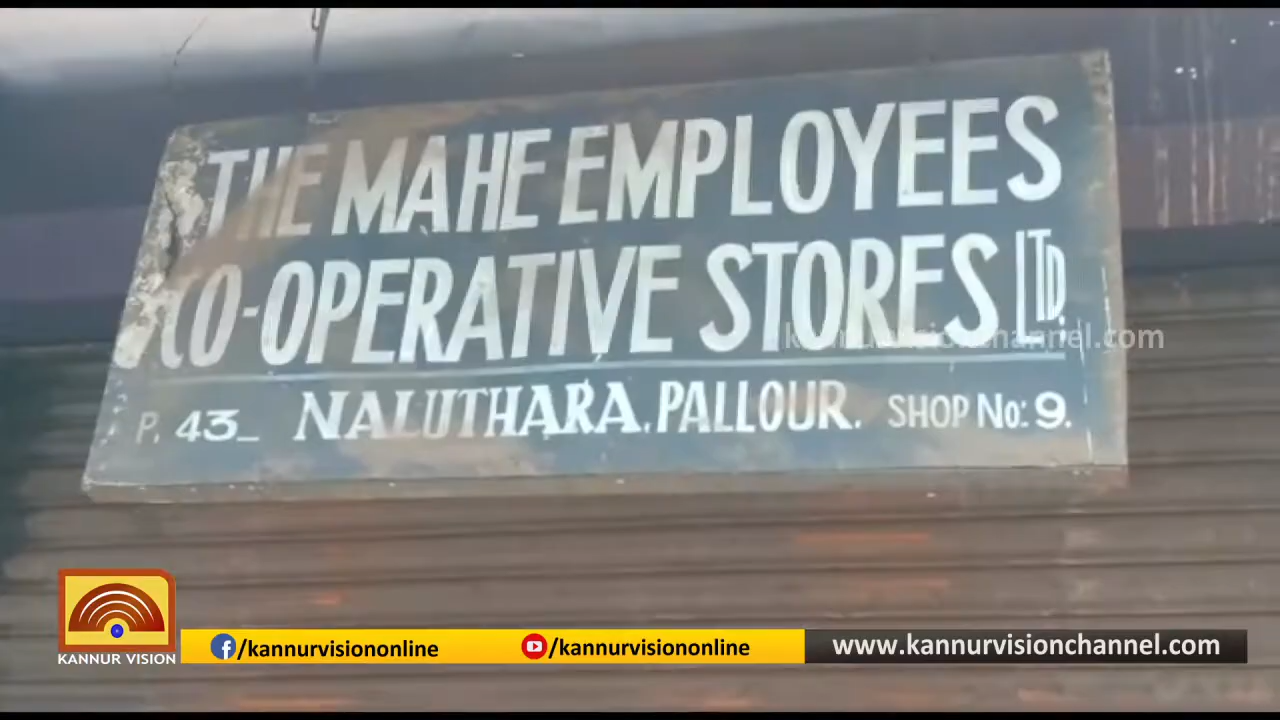 THE MAHE EMPLOYEES
CO-OPERATIVE STORES LTD.
kannurvisionchannel.com
P. 43_ NALUTHARA, PALLOUR. SHOP No: 9.
KANNUR VISION
/kannurvisiononline
/kannurvisiononline
www.kannurvisionchannel.com